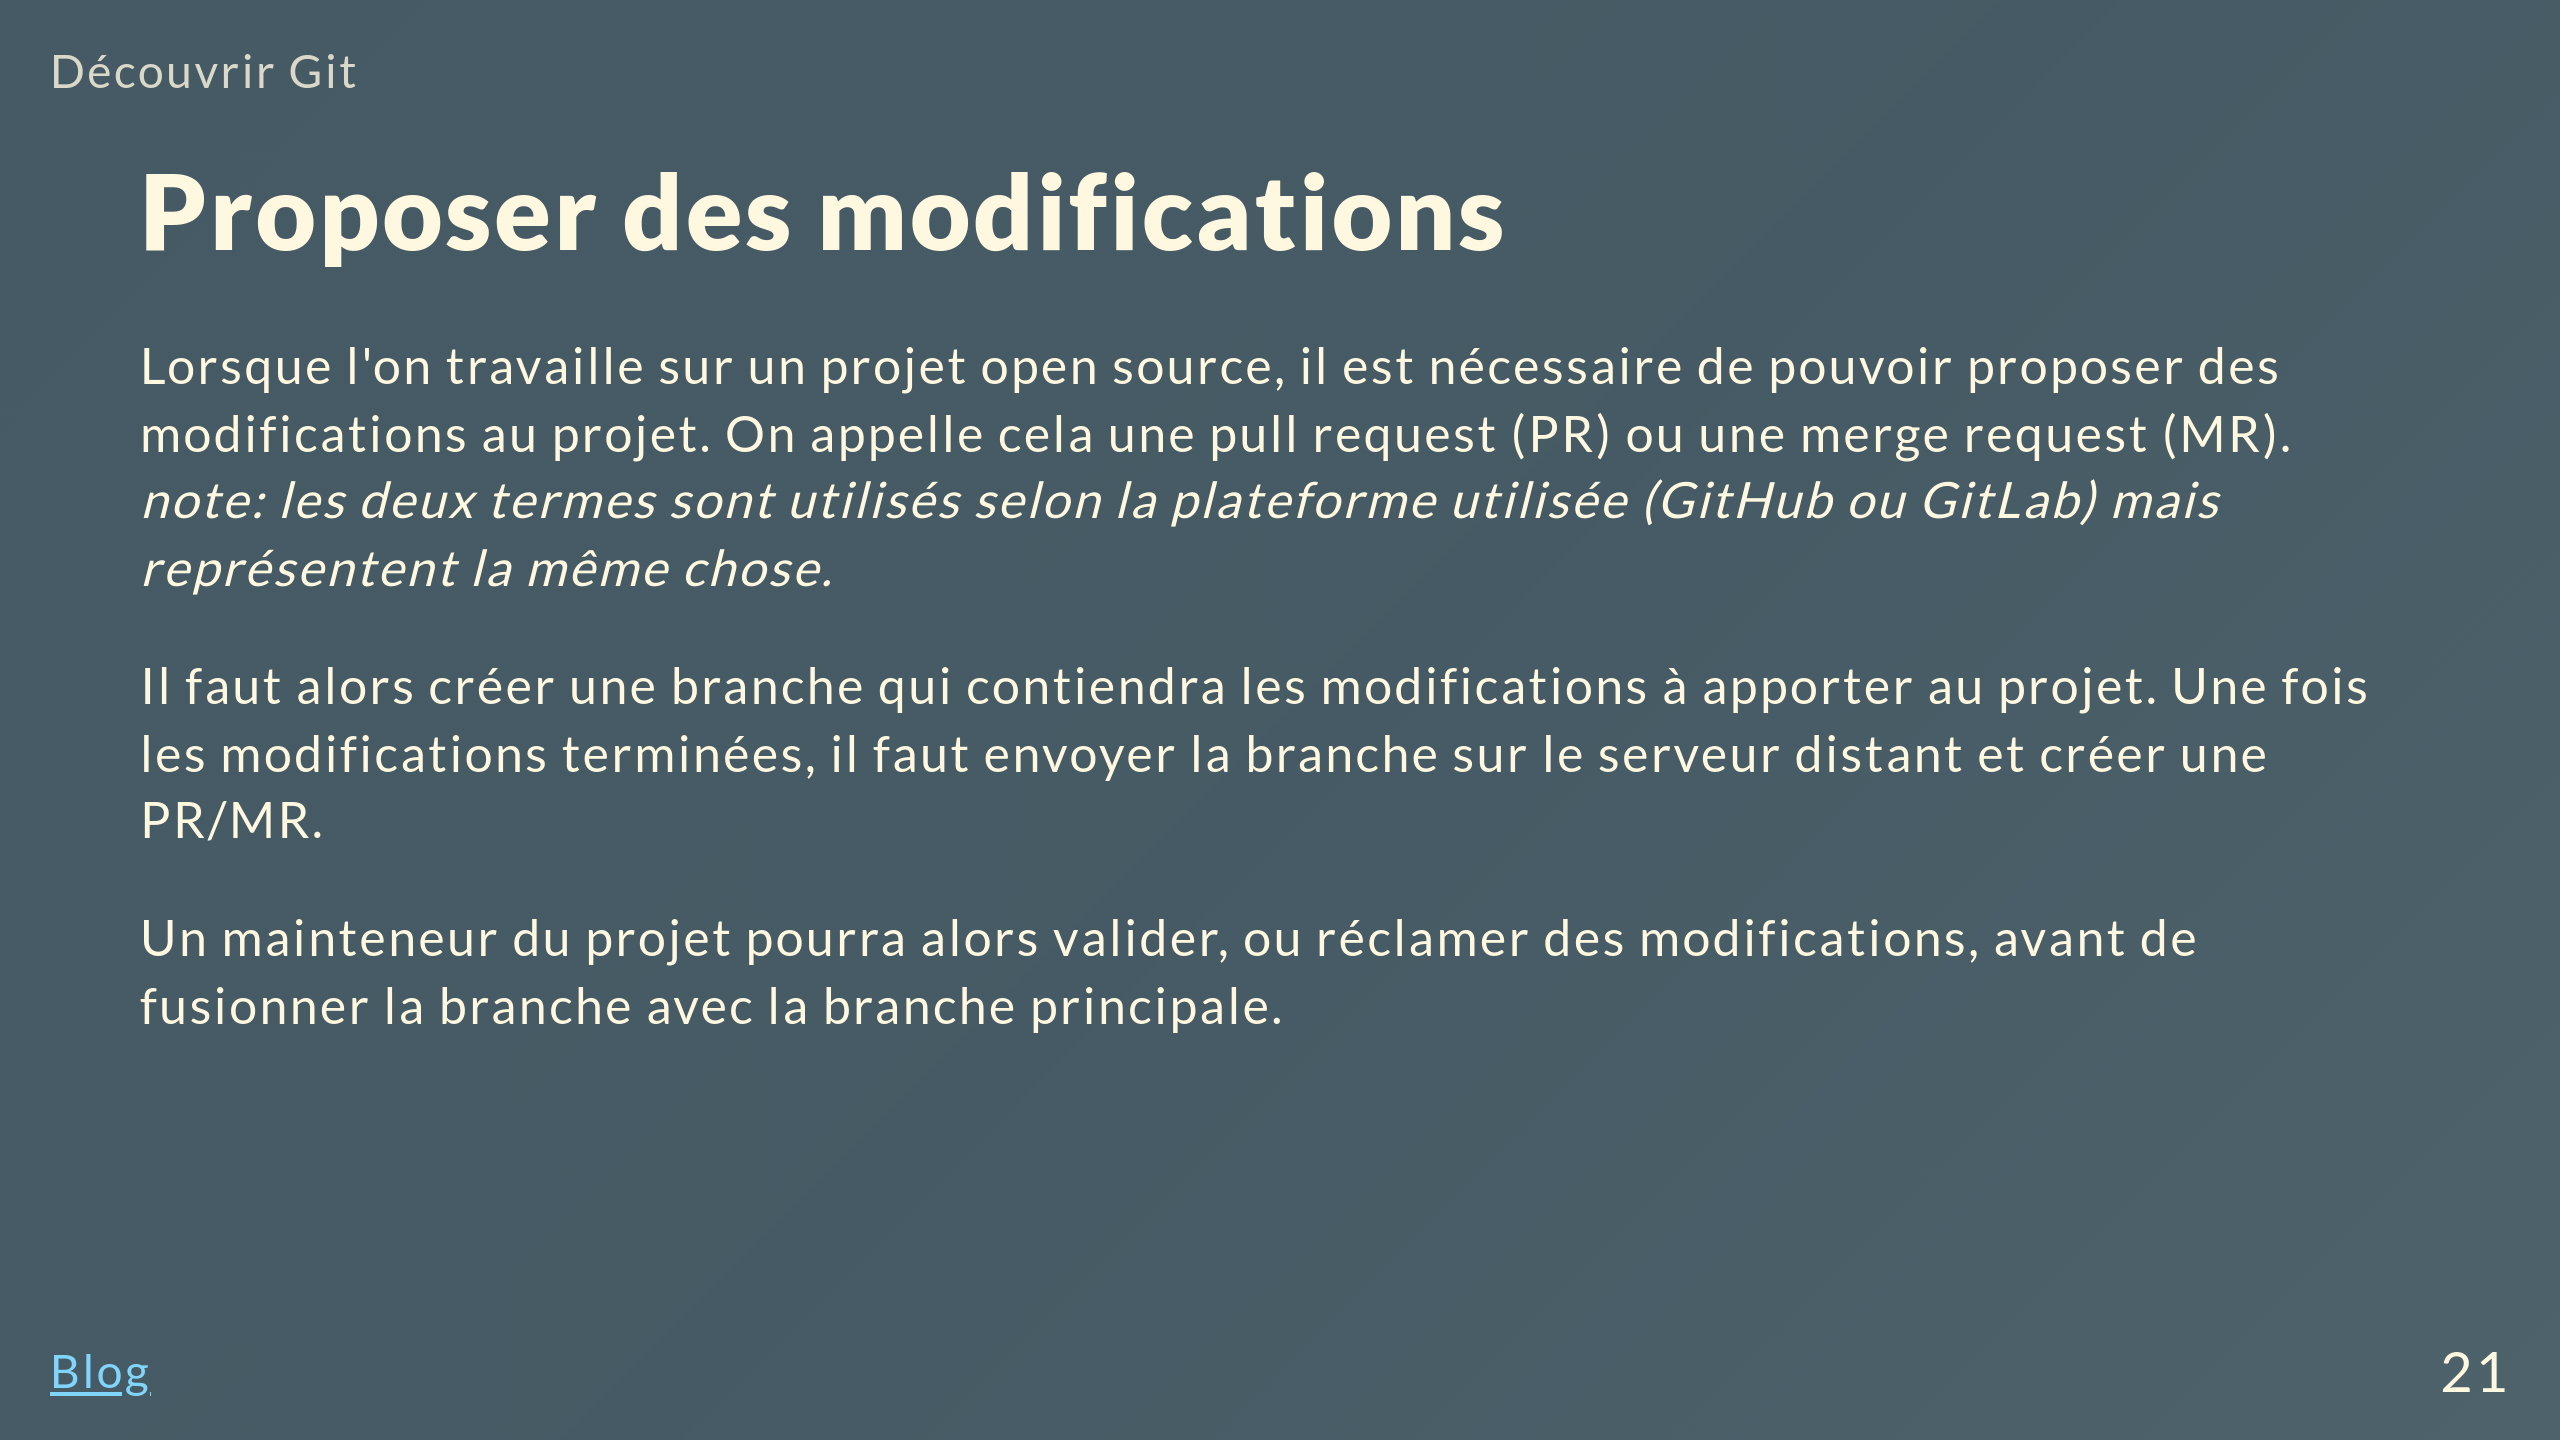 Découvrir Git
Proposer des modifications
Lorsque l'on travaille sur un projet open source, il est nécessaire de pouvoir proposer des
modifications au projet. On appelle cela une pull request (PR) ou une merge request (MR).
note: les deux termes sont utilisés selon la plateforme utilisée (GitHub ou GitLab) mais
représentent la même chose.
Il faut alors créer une branche qui contiendra les modifications à apporter au projet. Une fois
les modifications terminées, il faut envoyer la branche sur le serveur distant et créer une
PR/MR.
Un mainteneur du projet pourra alors valider, ou réclamer des modifications, avant de
fusionner la branche avec la branche principale.
Blog
21